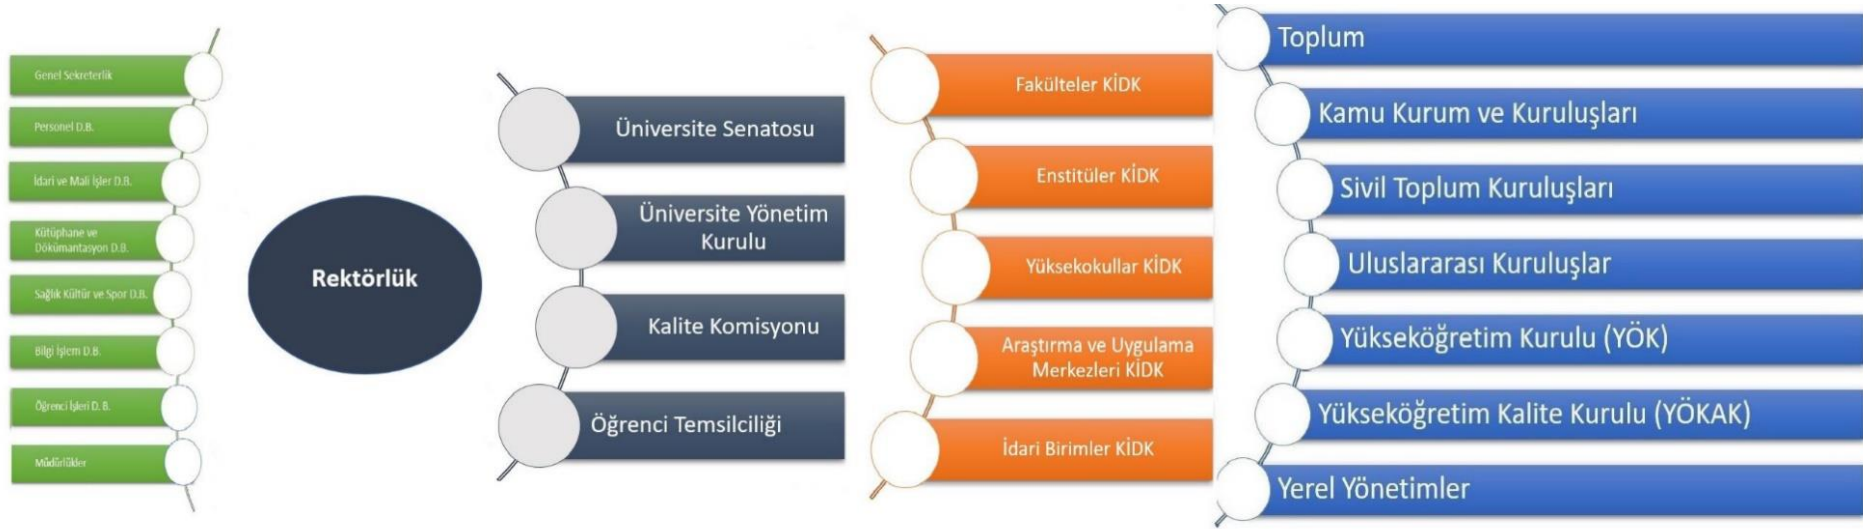 Genel Sekreterlik
Personel D.B.
İdari ve Mali İşler D.B.
Kütüphane ve
Dökümantasyon D.B.
Sağlık Kültür ve Spor D.B.
Bilgi İşlem D.B.
Öğrenci İşleri D. B.
Müdürlükler
Rektörlük
Üniversite Senatosu
Üniversite Yönetim
Kurulu
Kalite Komisyonu
Öğrenci Temsilciliği
Fakülteler KİDK
Enstitüler KİDK
Yüksekokullar KİDK
Araştırma ve Uygulama
Merkezleri KİDK
İdari Birimler KİDK
Toplum
Kamu Kurum ve Kuruluşları
Sivil Toplum Kuruluşları
Uluslararası Kuruluşlar
Yükseköğretim Kurulu (YÖK)
Yükseköğretim Kalite Kurulu (YÖKAK)
Yerel Yönetimler